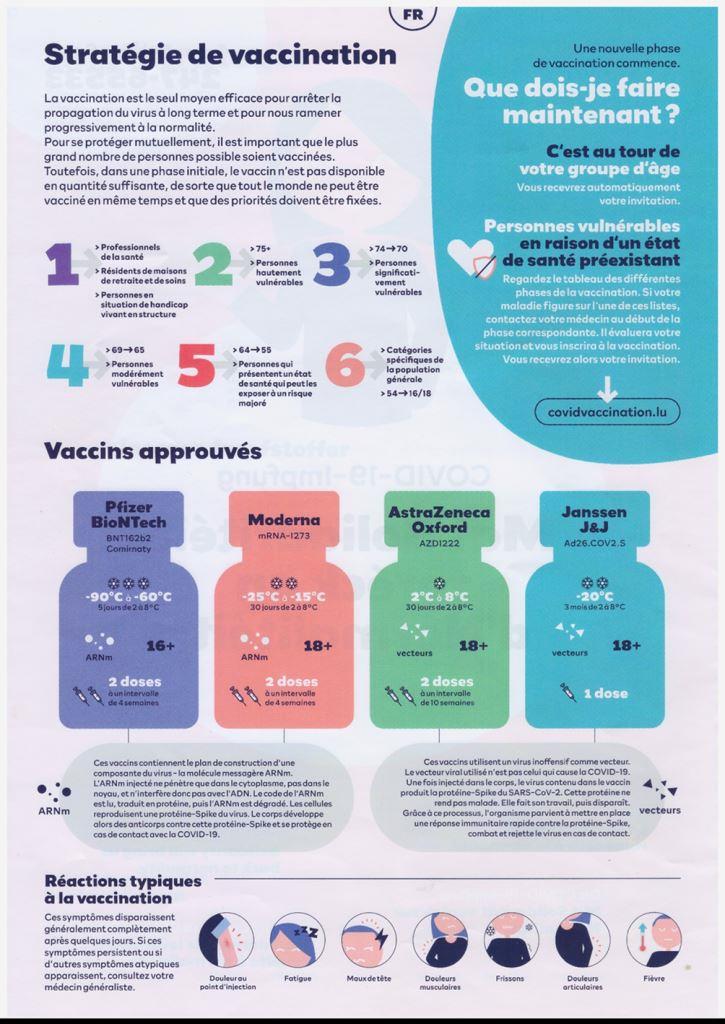 FR
Stratégie de vaccination
La vaccination est le seul moyen efficace pour arrêter la
propagation du virus à long terme et pour nous ramener
progressivement à la normalité.
Pour se protéger mutuellement, il est important que le plus
grand nombre de personnes possible soient vaccinées.
Toutefois, dans une phase initiale, le vaccin n'est pas disponible
en quantité suffisante, de sorte que tout le monde ne peut être
vacciné en même temps et que des priorités doivent être fixées.
Une nouvelle phase
de vaccination commence.
Que dois-je faire
maintenant ?
C'est au tour de
votre groupe d'âge
Vous recevrez automatiquement
votre invitation.
Personnes vulnérables
en raison d'un état
de santé préexistant
Regardez le tableau des différentes
phases de la vaccination. Si votre
maladie figure sur l'une de ces listes,
contactez votre médecin au début de la
phase correspondante. Il évaluera votre
situation et vous inscrira à la vaccination.
Vous recevrez alors votre invitation.
covidvaccination.lu
1
> Professionnels
de la santé
> Résidents de maisons
de retraite et de soins
> Personnes en
situation de handicap
vivant en structure
2
> 75+
> Personnes
hautement
vulnérables
3
> 74→70
> Personnes
significati-
vement
vulnérables
4
> 69→65
> Personnes
modérément
vulnérables
5
> 64→55
> Personnes qui
présentent un état
de santé qui peut les
exposer à un risque
majoré
6
> Catégories
spécifiques de
la population
générale
> 54→16/18
Vaccins approuvés
Pfizer
BioNTech
BNT162b2
Comirnaty
-90°C à -60°C
5 jours de 2 à 8°C
ARNm
16+
2 doses
à un intervalle
de 4 semaines
Moderna
mRNA-1273
-25°C à -15°C
30 jours de 2 à 8°C
ARNm
18+
2 doses
à un intervalle
de 4 semaines
AstraZeneca
Oxford
AZD1222
2°C à 8°C
30 jours de 2 à 8°C
vecteurs
18+
2 doses
à un intervalle
de 10 semaines
Janssen
J&J
Ad26.COV2.S
-20°C
3 mois de 2 à 8°C
vecteurs
18+
1 dose
ARNm
Ces vaccins contiennent le plan de construction d'une
composante du virus - la molécule messagère ARNm.
L'ARNm injecté ne pénètre que dans le cytoplasme, pas dans le
noyau, et n'interfère donc pas avec l'ADN. Le code de l'ARNm
est lu, traduit en protéine, puis l'ARNm est dégradé. Les cellules
reproduisent une protéine-Spike du virus. Le corps développe
alors des anticorps contre cette protéine-Spike et se protège en
cas de contact avec la COVID-19.
Ces vaccins utilisent un virus inoffensif comme vecteur.
Le vecteur viral utilisé n'est pas celui qui cause la COVID-19.
Une fois injecté dans le corps, le virus contenu dans le vaccin
produit la protéine-Spike du SARS-CoV-2. Cette protéine ne
rend pas malade. Elle fait son travail, puis disparaît.
Grâce à ce processus, l'organisme parvient à mettre en place
une réponse immunitaire rapide contre la protéine-Spike,
combat et rejette le virus en cas de contact.
vecteurs
Réactions typiques
à la vaccination
Ces symptômes disparaissent
généralement complètement
après quelques jours. Si ces
symptômes persistent ou si
d'autres symptômes atypiques
apparaissent, consultez votre
médecin généraliste.
Douleur au
point d'injection
zzZ
Fatigue
Maux de tête
Douleurs
musculaires
Frissons
Douleurs
articulaires
Fièvre